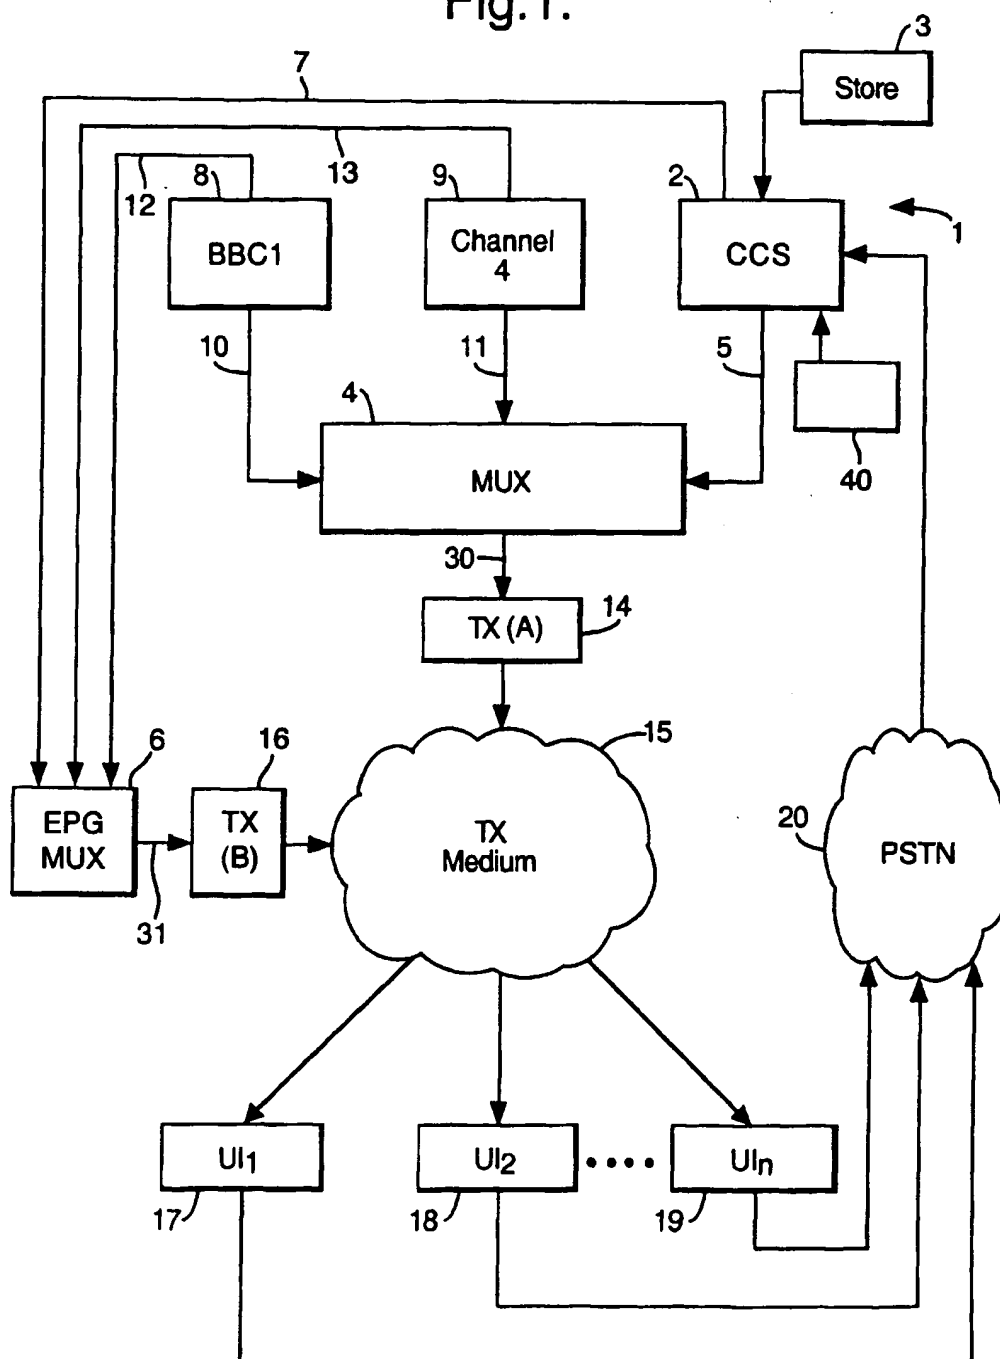 Fig.1.
3
7
Store
13
12
8
9
2
1
BBC1
Channel
4
CCS
10
11
5
4
40
MUX
30
14
TX (A)
15
6
16
20
EPG
MUX
TX
(B)
TX
Medium
PSTN
31
UI1
UI2
UIn
17
18
19